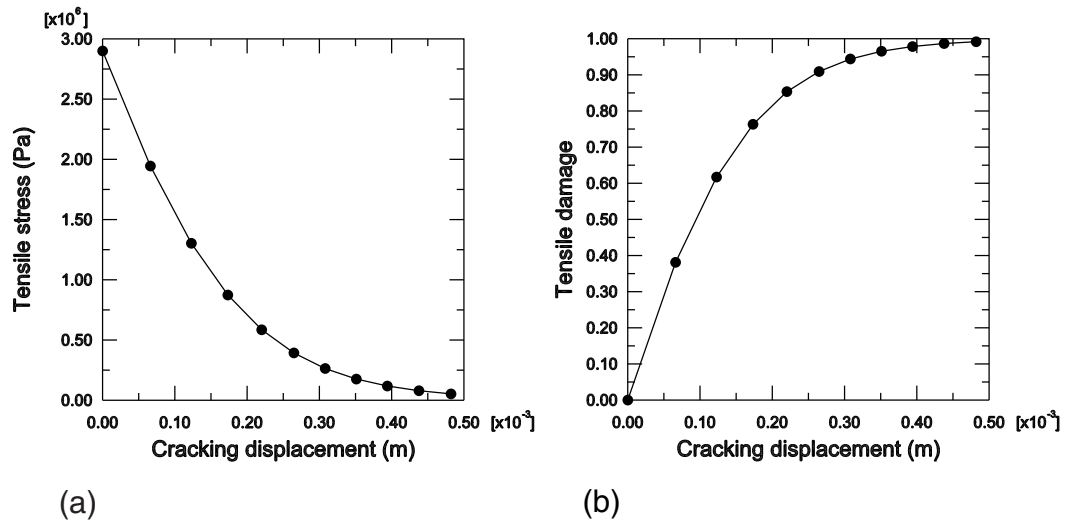 [x10⁶]
3.00
2.50
2.00
1.50
1.00
0.50
0.00
Tensile stress (Pa)
0.00 0.10 0.20 0.30 0.40 0.50 [x10⁻³]
Cracking displacement (m)
(a)
1.00
0.90
0.80
0.70
0.60
0.50
0.40
0.30
0.20
0.10
0.00
Tensile damage
0.00 0.10 0.20 0.30 0.40 0.50 [x10⁻³]
Cracking displacement (m)
(b)